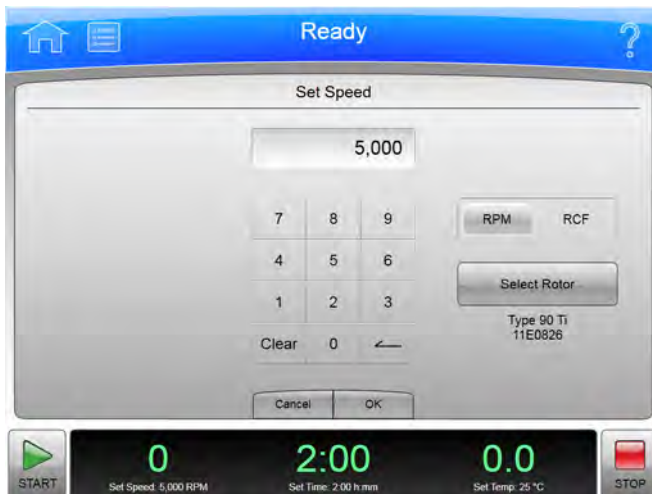 Ready
?
Set Speed
5,000
7 8 9
RPM RCF
4 5 6
Select Rotor
1 2 3
Type 90 Ti
11E0826
Clear 0
Cancel OK
START
0
2:00
0.0
STOP
Set Speed: 5,000 RPM
Set Time: 2:00 h:mm
Set Temp: 25 °C